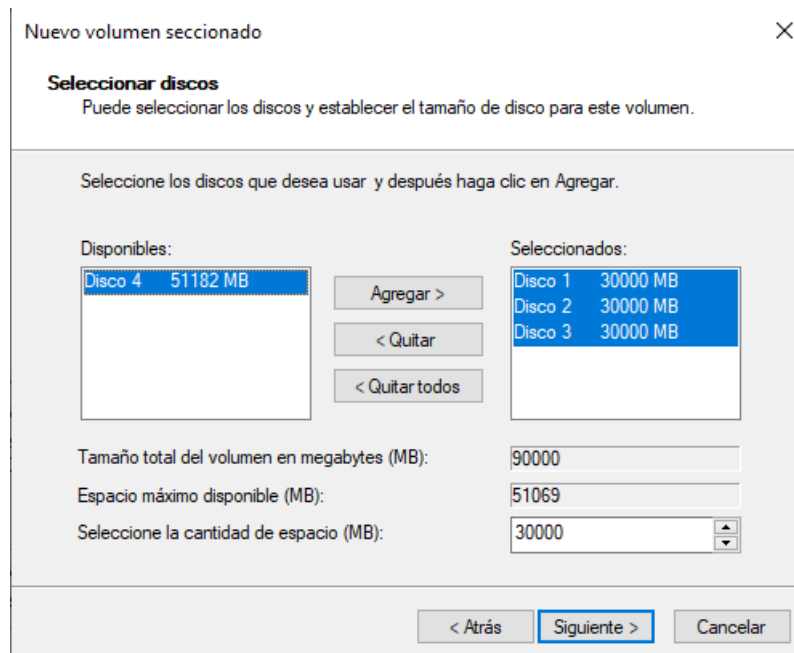 Nuevo volumen seccionado
Seleccionar discos
Puede seleccionar los discos y establecer el tamaño de disco para este volumen.
Seleccione los discos que desea usar y después haga clic en Agregar.
Disponibles:
Disco 4 51182 MB
Agregar >
< Quitar
< Quitar todos
Seleccionados:
Disco 1 30000 MB
Disco 2 30000 MB
Disco 3 30000 MB
Tamaño total del volumen en megabytes (MB): 90000
Espacio máximo disponible (MB): 51069
Seleccione la cantidad de espacio (MB): 30000
< Atrás Siguiente > Cancelar